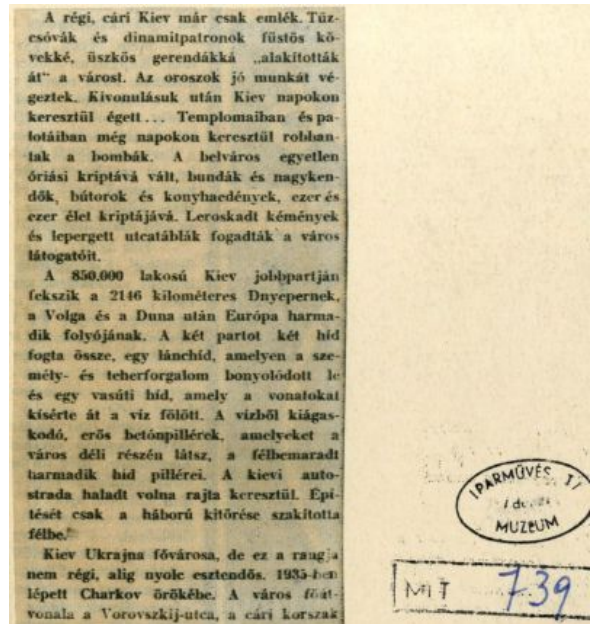 A régi, cári Kiev már csak emlék. Tűz-
csóvák és dinamitpatronok füstös kö-
vekké, üszkös gerendákká „alakították
át“ a várost. Az oroszok jó munkát vé-
geztek. Kivonulásuk után Kiev napokon
keresztül égett... Templomaiban és pa-
lotáiban még napokon keresztül robban-
tak a bombák. A belváros egyetlen
óriási kriptává vált, bundák és nagyken-
dők, bútorok és konyhaedények, ezer és
ezer élet kriptájává. Leroskadt kémények
és lepergett utcatáblák fogadták a város
látogatóit.
A 850.000 lakosú Kiev jobbpartján
fekszik a 2146 kilométeres Dnyepernek,
a Volga és a Duna után Európa harma-
dik folyójának. A két partot két híd
fogta össze, egy lánchíd, amelyen a sze-
mély- és teherforgalom bonyolódott le
és egy vasúti híd, amely a vonatokat
kísérte át a víz fölött. A vízből kiágas-
kodó, erős betónpillérek, amelyeket a
város déli részén látsz, a félbemaradt
harmadik híd pillérei. A kievi auto-
strada haladt volna rajta keresztül. Épí-
tését csak a háború kitörése szakította
félbe.
Kiev Ukrajna fővárosa, de ez a rangja
nem régi, alig nyolc esztendős. 1935-ben
lépett Charkov örökébe. A város főút-
vonala a Vorovszkij-utca, a cári korszak
IPARMŰVÉSZ
MUZEUM
739